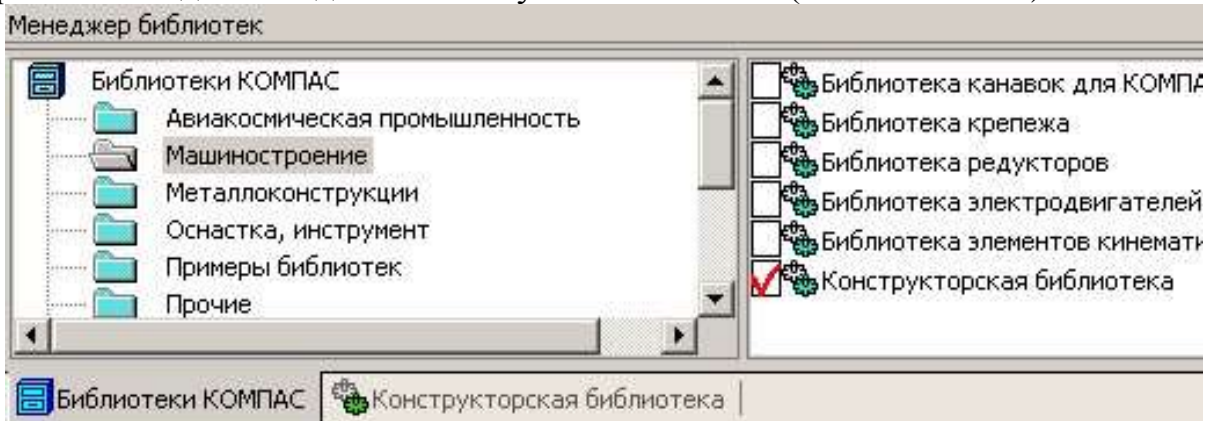 Менеджер библиотек
Библиотеки КОМПАС
Авиакосмическая промышленность
Машиностроение
Металлоконструкции
Оснастка, инструмент
Примеры библиотек
Прочие
Библиотека канавок для КОМПА
Библиотека крепежа
Библиотека редукторов
Библиотека электродвигателей
Библиотека элементов кинемати
Конструкторская библиотека
Библиотеки КОМПАС
Конструкторская библиотека